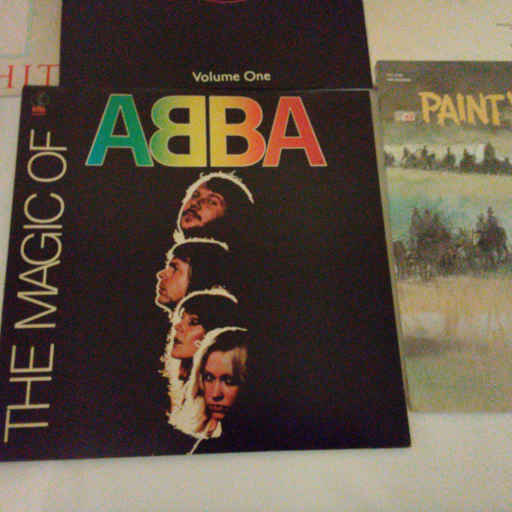 HIT
Volume One
THE MAGIC OF
ABBA
PAINT